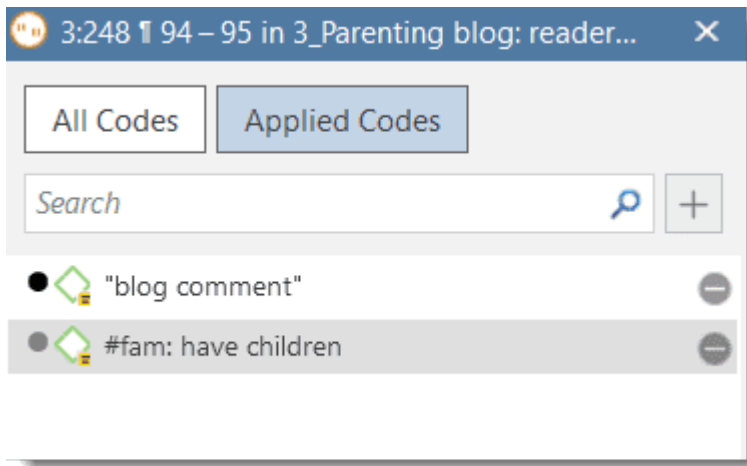 3:248 ¶ 94 – 95 in 3_Parenting blog: reader...
All Codes Applied Codes
Search
"blog comment"
#fam: have children